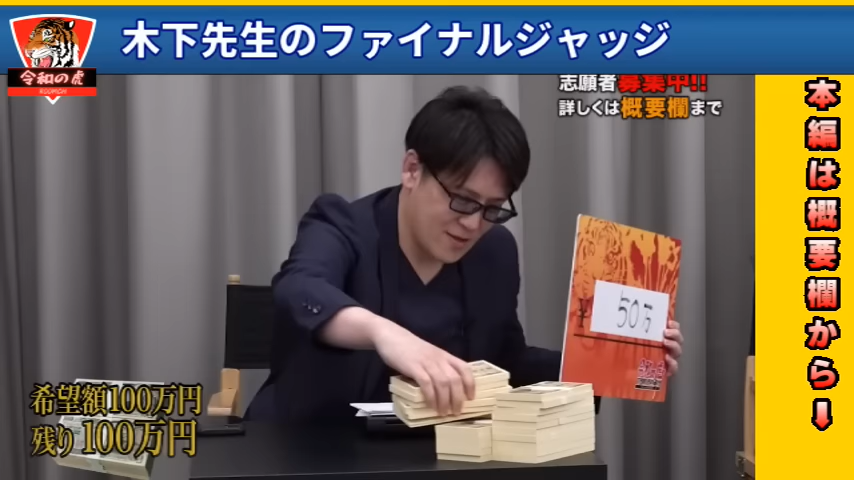 木下先生のファイナルジャッジ
令和の虎
志願者募集中!!
詳しくは概要欄まで
本編は概要欄から
¥50万
希望額100万円
残り100万円